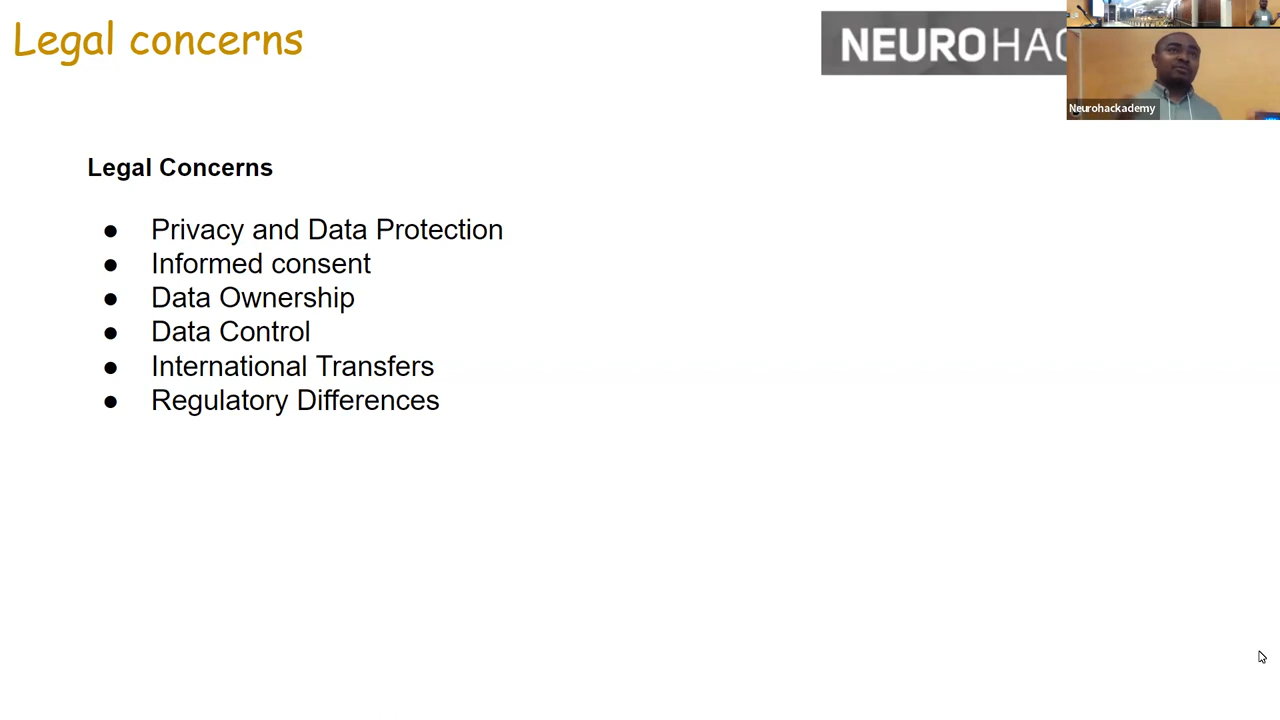 Legal concerns
NEUROHAC
Neurohackademy
Legal Concerns
● Privacy and Data Protection
● Informed consent
● Data Ownership
● Data Control
● International Transfers
● Regulatory Differences